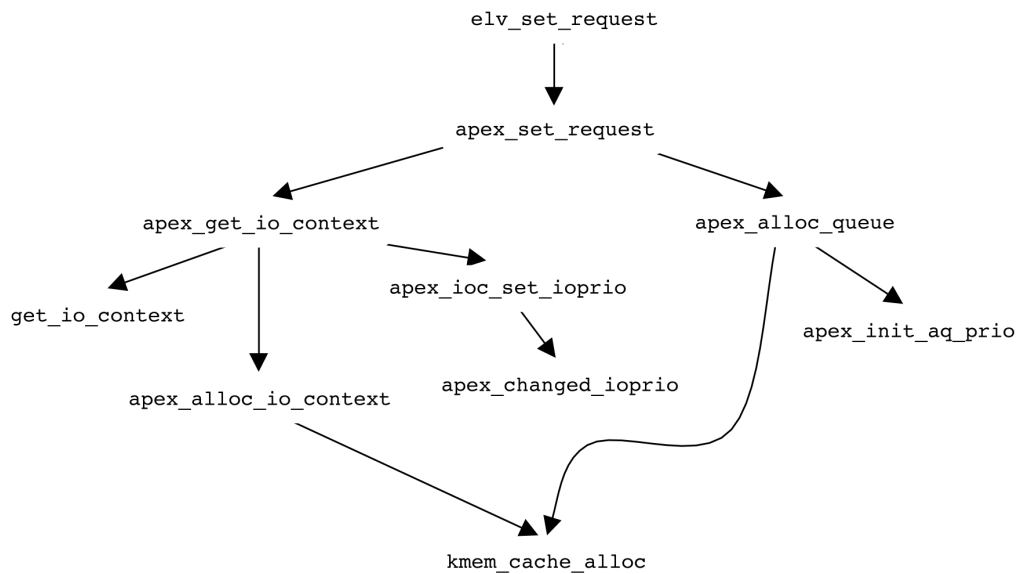 elv_set_request
apex_set_request
apex_get_io_context
apex_alloc_queue
apex_ioc_set_ioprio
get_io_context
apex_init_aq_prio
apex_changed_ioprio
apex_alloc_io_context
kmem_cache_alloc